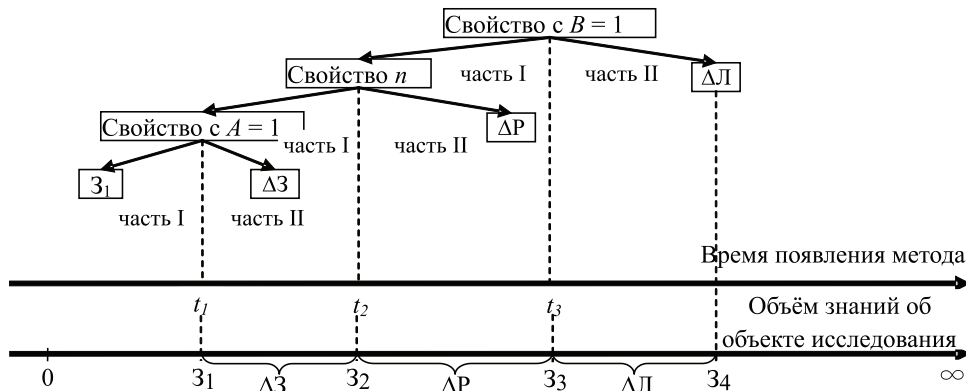 Свойство с B = 1
Свойство n
часть I
часть II
ΔЛ
Свойство с A = 1
часть I
часть II
ΔР
З1
ΔЗ
часть I
часть II
Время появления метода
t1
t2
t3
Объём знаний об
объекте исследования
0
З1
ΔЗ
З2
ΔР
З3
ΔЛ
З4
∞